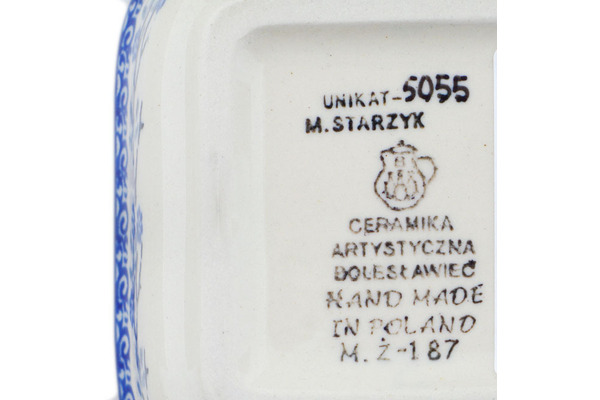 UNIKAT-5055
M.STARZYK
CERAMIKA
ARTYSTYCZNA
BOLESŁAWIEC
HAND MADE
IN POLAND
M.Ż-187